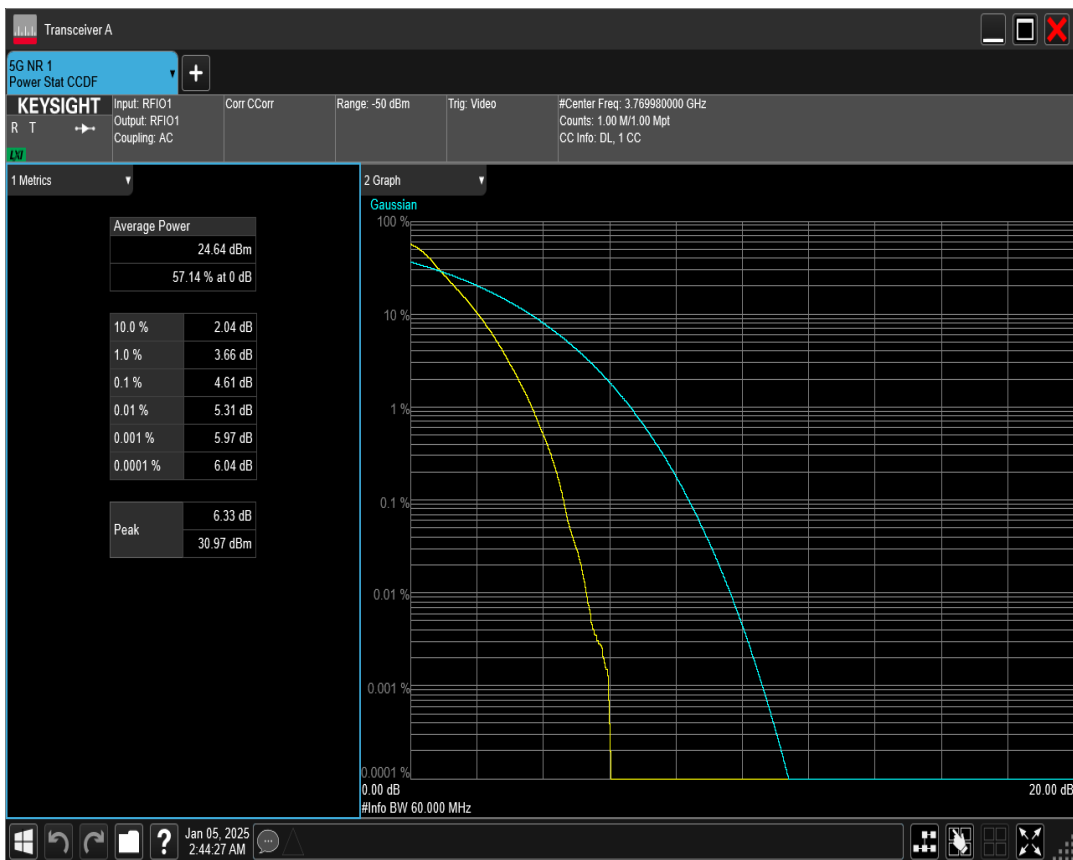 Transceiver A
5G NR 1
Power Stat CCDF
KEYSIGHT
R T
LXI
Input: RFIO1
Output: RFIO1
Coupling: AC
Corr CCorr
Range: -50 dBm
Trig: Video
#Center Freq: 3.769980000 GHz
Counts: 1.00 M/1.00 Mpt
CC Info: DL, 1 CC
1 Metrics
Average Power
24.64 dBm
57.14 % at 0 dB
10.0 % 2.04 dB
1.0 % 3.66 dB
0.1 % 4.61 dB
0.01 % 5.31 dB
0.001 % 5.97 dB
0.0001 % 6.04 dB
Peak 6.33 dB
30.97 dBm
2 Graph
Gaussian
100 %
10 %
1 %
0.1 %
0.01 %
0.001 %
0.0001 %
0.00 dB 20.00 dB
#Info BW 60.000 MHz
?
Jan 05, 2025
2:44:27 AM